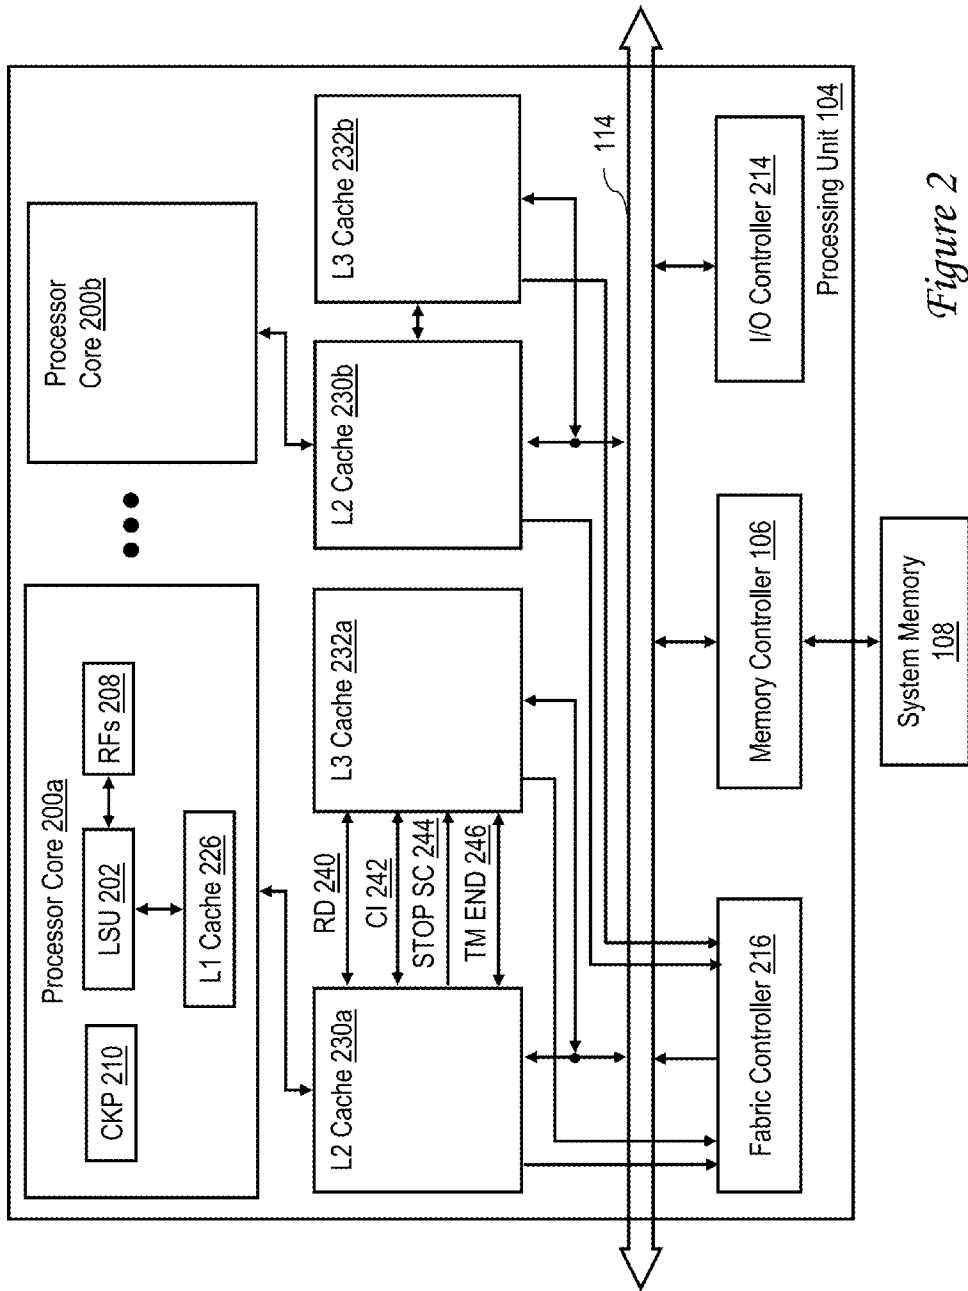 Processor Core 200a
CKP 210
LSU 202
RFs 208
L1 Cache 226
Processor
Core 200b
L2 Cache 230a
RD 240
CI 242
STOP SC 244
TM END 246
L3 Cache 232a
L2 Cache 230b
L3 Cache 232b
114
Fabric Controller 216
Memory Controller 106
I/O Controller 214
Processing Unit 104
System Memory
108
Figure 2